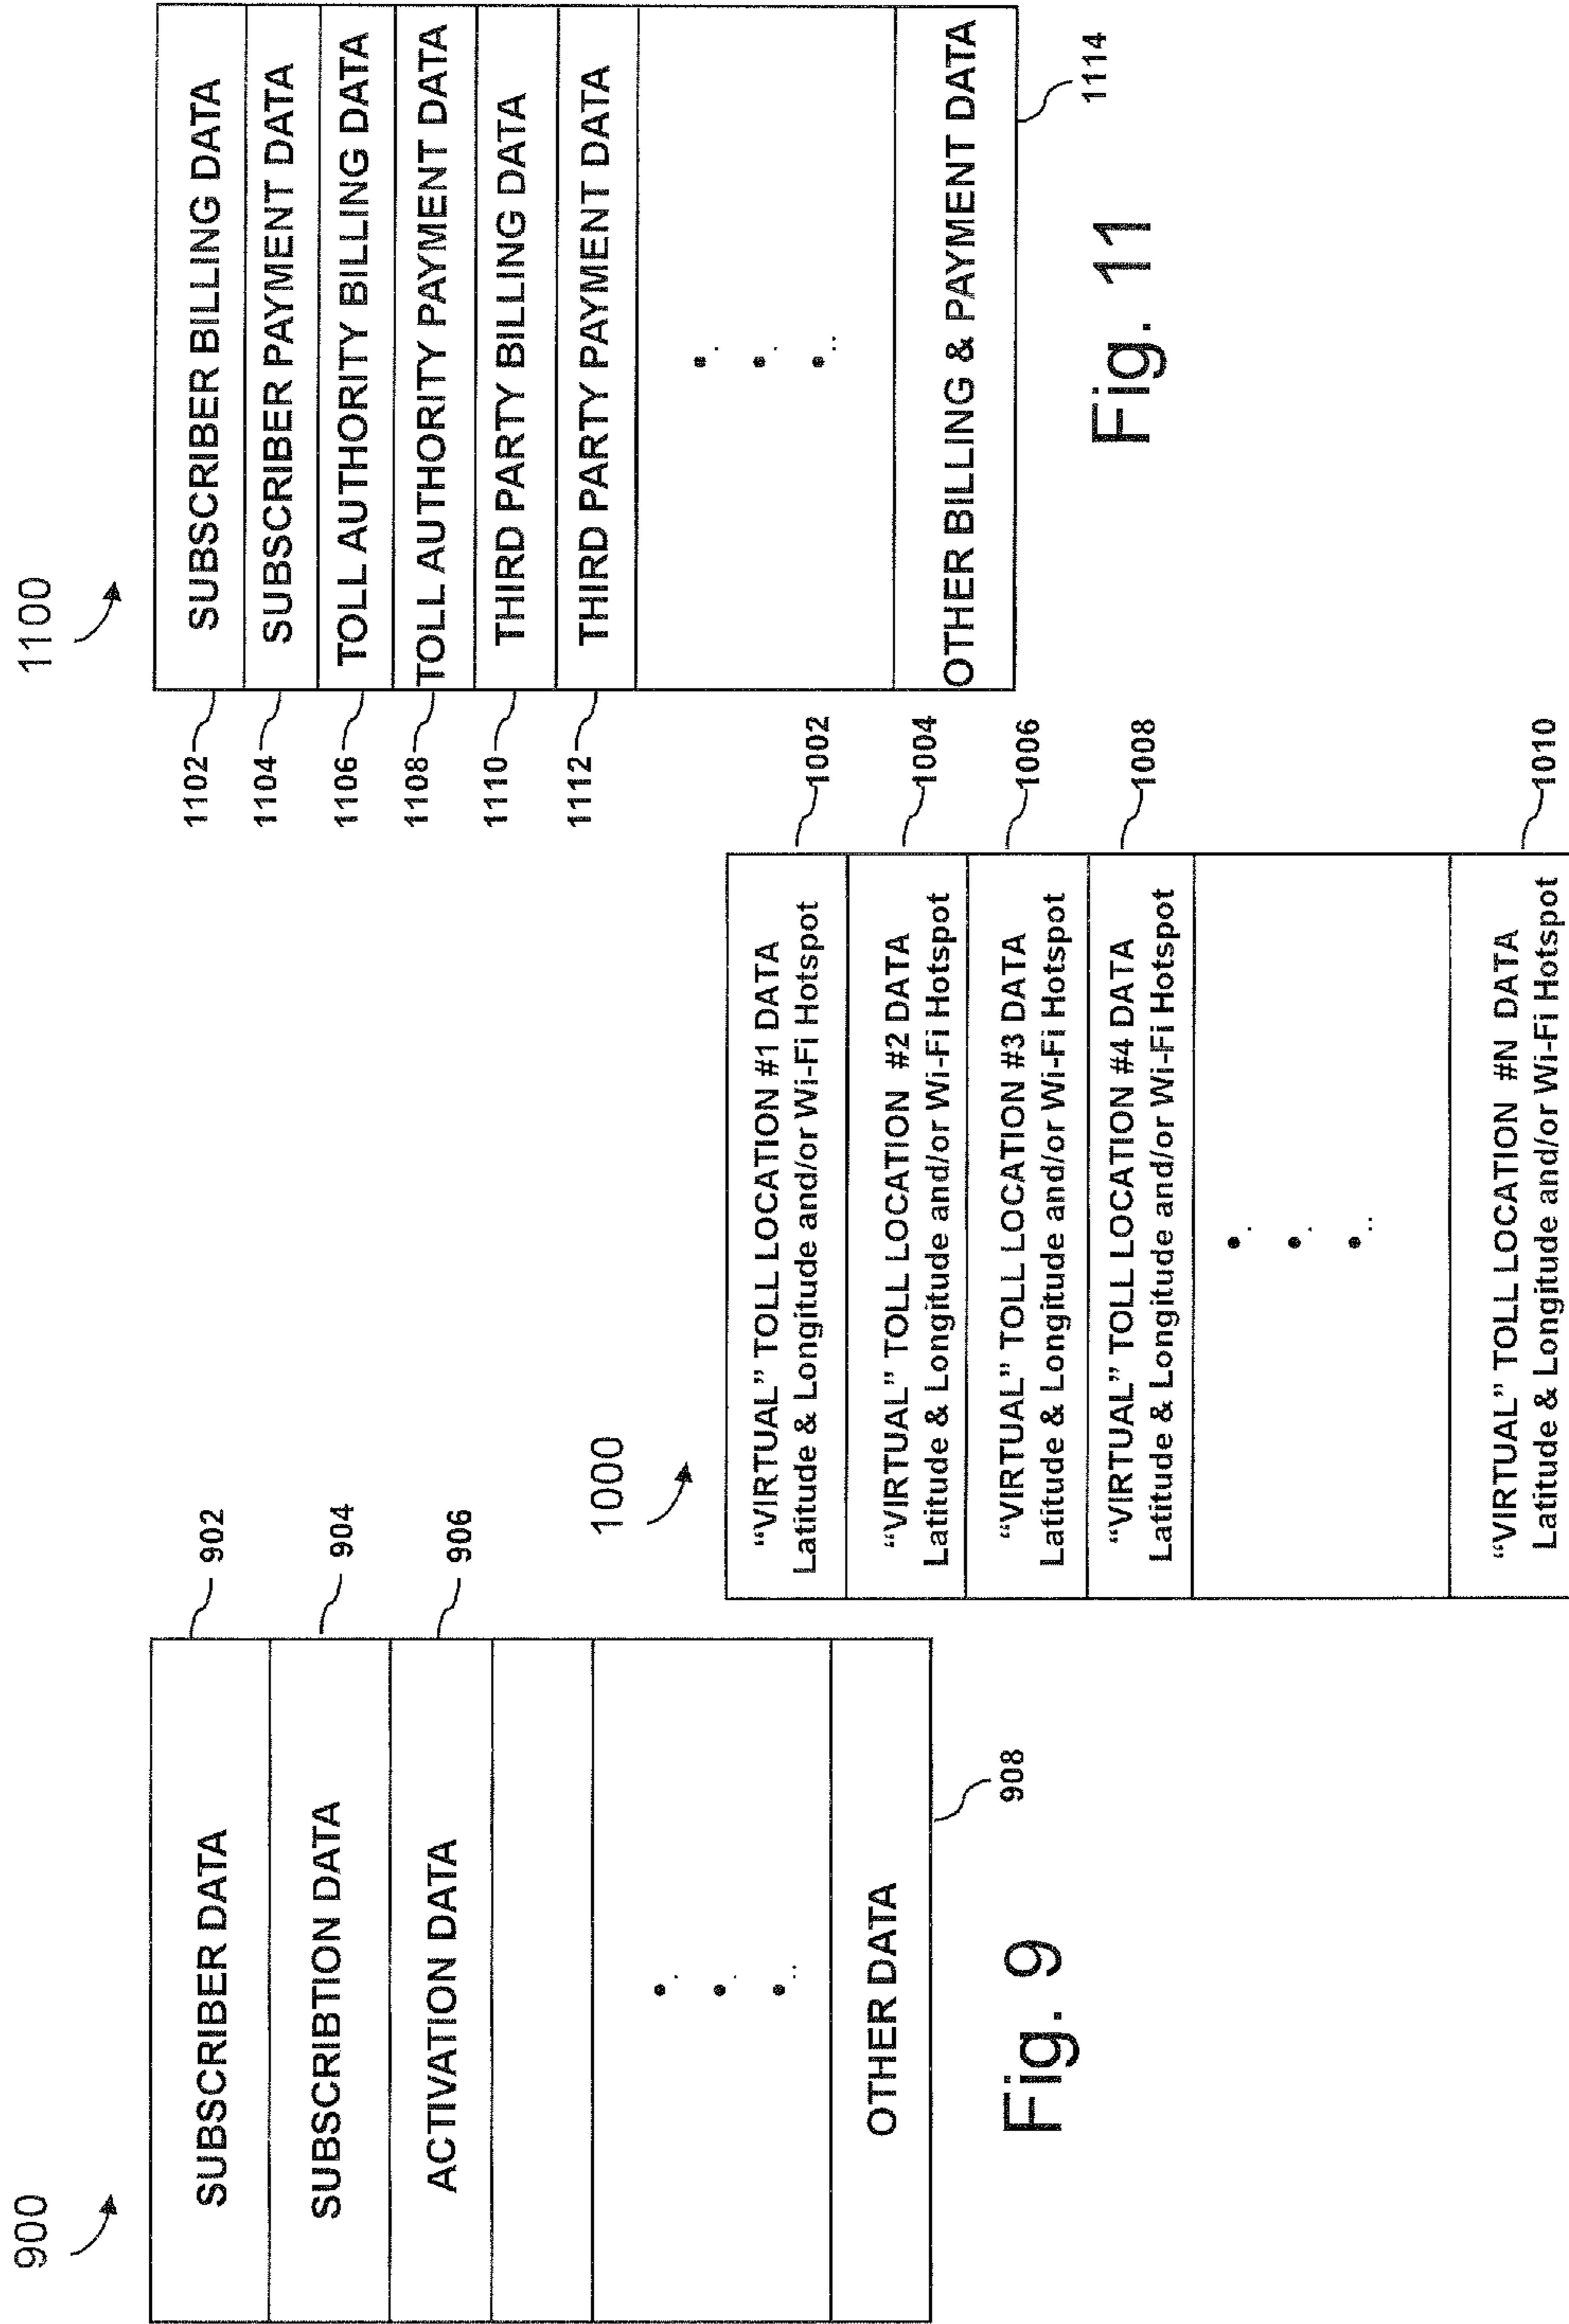 900
SUBSCRIBER DATA
902
SUBSCRIBTION DATA
904
ACTIVATION DATA
906
OTHER DATA
908
Fig. 9
1000
“VIRTUAL” TOLL LOCATION #1 DATA
Latitude & Longitude and/or Wi-Fi Hotspot
1002
“VIRTUAL” TOLL LOCATION #2 DATA
Latitude & Longitude and/or Wi-Fi Hotspot
1004
“VIRTUAL” TOLL LOCATION #3 DATA
Latitude & Longitude and/or Wi-Fi Hotspot
1006
“VIRTUAL” TOLL LOCATION #4 DATA
Latitude & Longitude and/or Wi-Fi Hotspot
1008
“VIRTUAL” TOLL LOCATION #N DATA
Latitude & Longitude and/or Wi-Fi Hotspot
1010
1100
1102
SUBSCRIBER BILLING DATA
1104
SUBSCRIBER PAYMENT DATA
1106
TOLL AUTHORITY BILLING DATA
1108
TOLL AUTHORITY PAYMENT DATA
1110
THIRD PARTY BILLING DATA
1112
THIRD PARTY PAYMENT DATA
OTHER BILLING & PAYMENT DATA
1114
Fig. 11